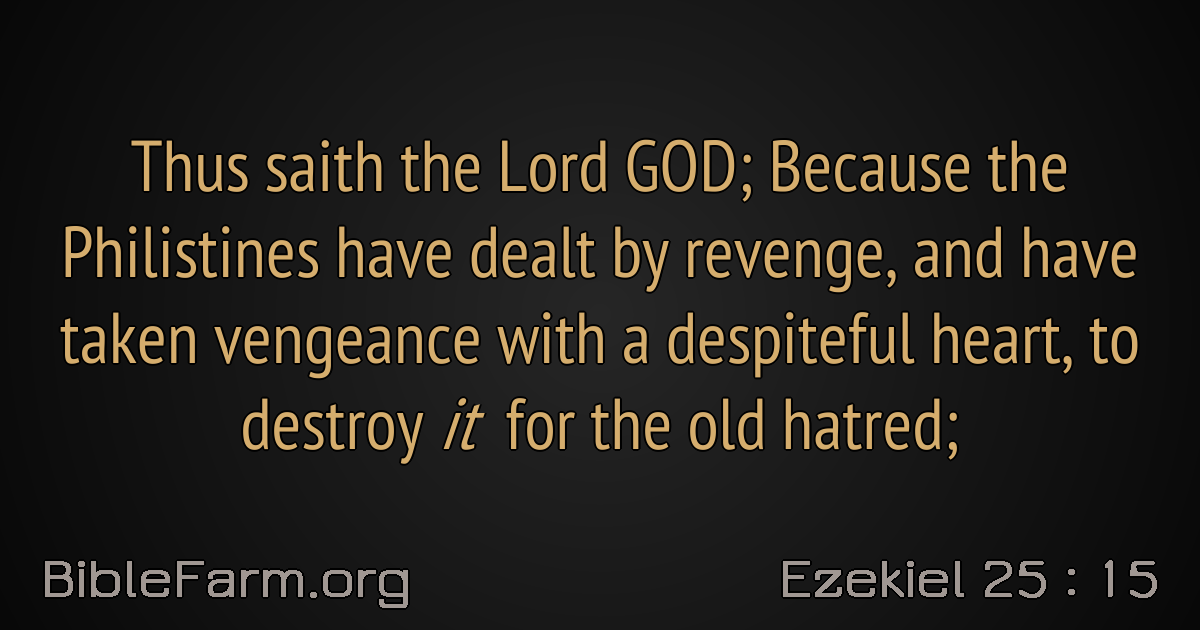 Thus saith the Lord GOD; Because the
Philistines have dealt by revenge, and have
taken vengeance with a despiteful heart, to
destroy it for the old hatred;
BibleFarm.org
Ezekiel 25 : 15